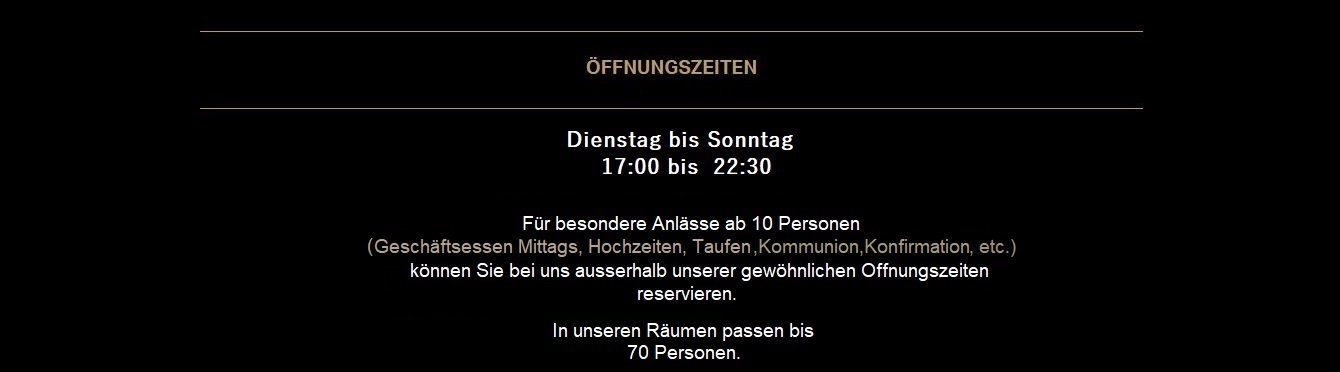 ÖFFNUNGSZEITEN
Dienstag bis Sonntag
17:00 bis  22:30
Für besondere Anlässe ab 10 Personen
(Geschäftsessen Mittags, Hochzeiten, Taufen,Kommunion,Konfirmation, etc.)
können Sie bei uns ausserhalb unserer gewöhnlichen Offnungszeiten
reservieren.
In unseren Räumen passen bis
70 Personen.